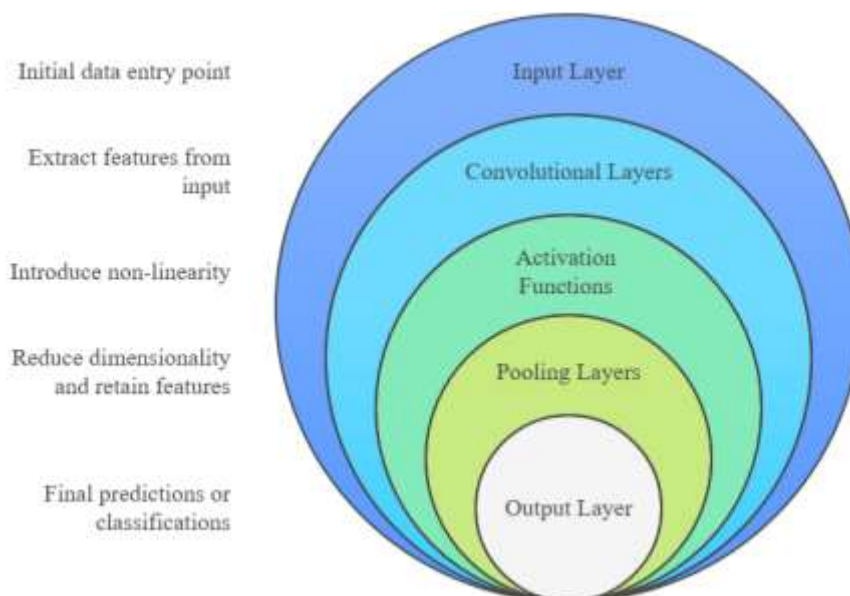 Initial data entry point
Input Layer
Extract features from
input
Convolutional Layers
Introduce non-linearity
Activation
Functions
Reduce dimensionality
and retain features
Pooling Layers
Final predictions or
classifications
Output Layer